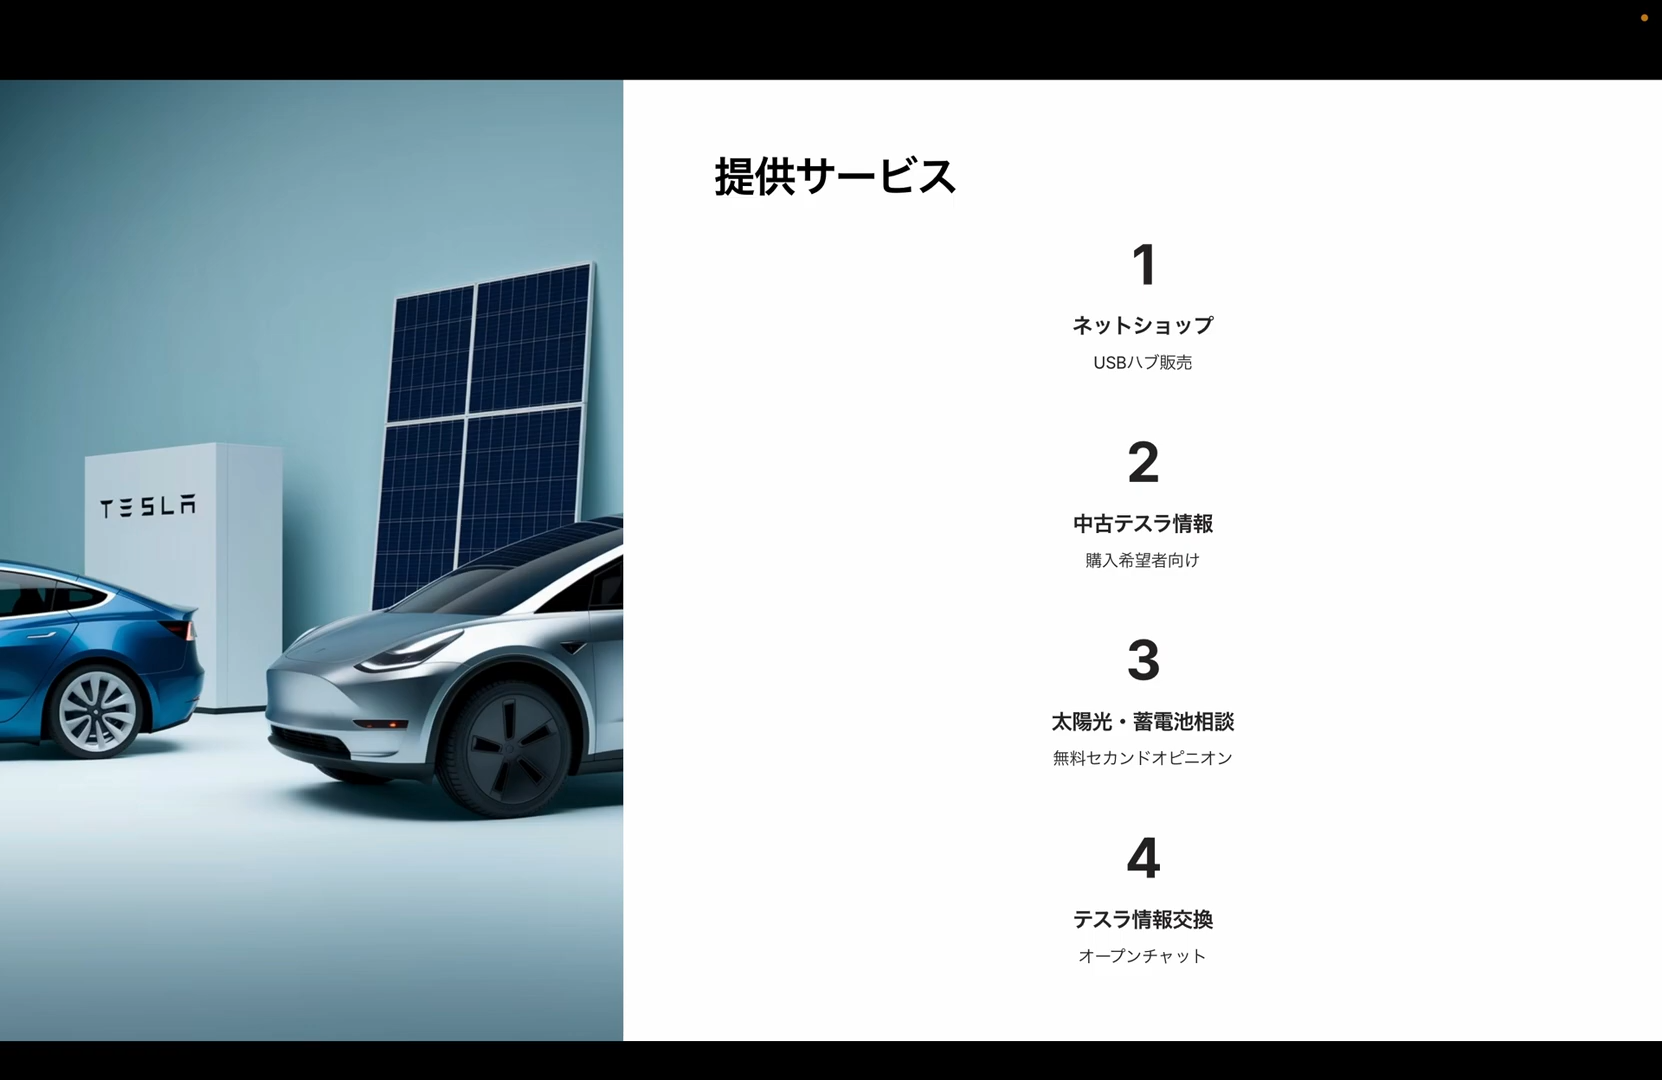 提供サービス
1
ネットショップ
USBハブ販売
2
中古テスラ情報
購入希望者向け
3
太陽光・蓄電池相談
無料セカンドオピニオン
4
テスラ情報交換
オープンチャット
TESLA